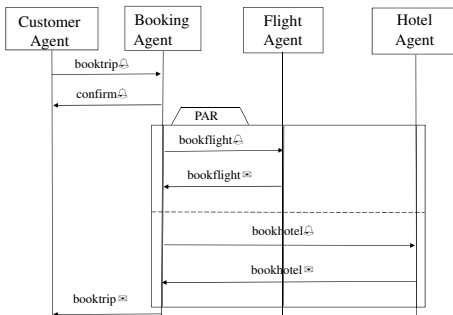 Customer
Agent
Booking
Agent
Flight
Agent
Hotel
Agent
booktrip🔔
confirm🔔
PAR
bookflight🔔
bookflight ✉
bookhotel🔔
bookhotel ✉
booktrip ✉